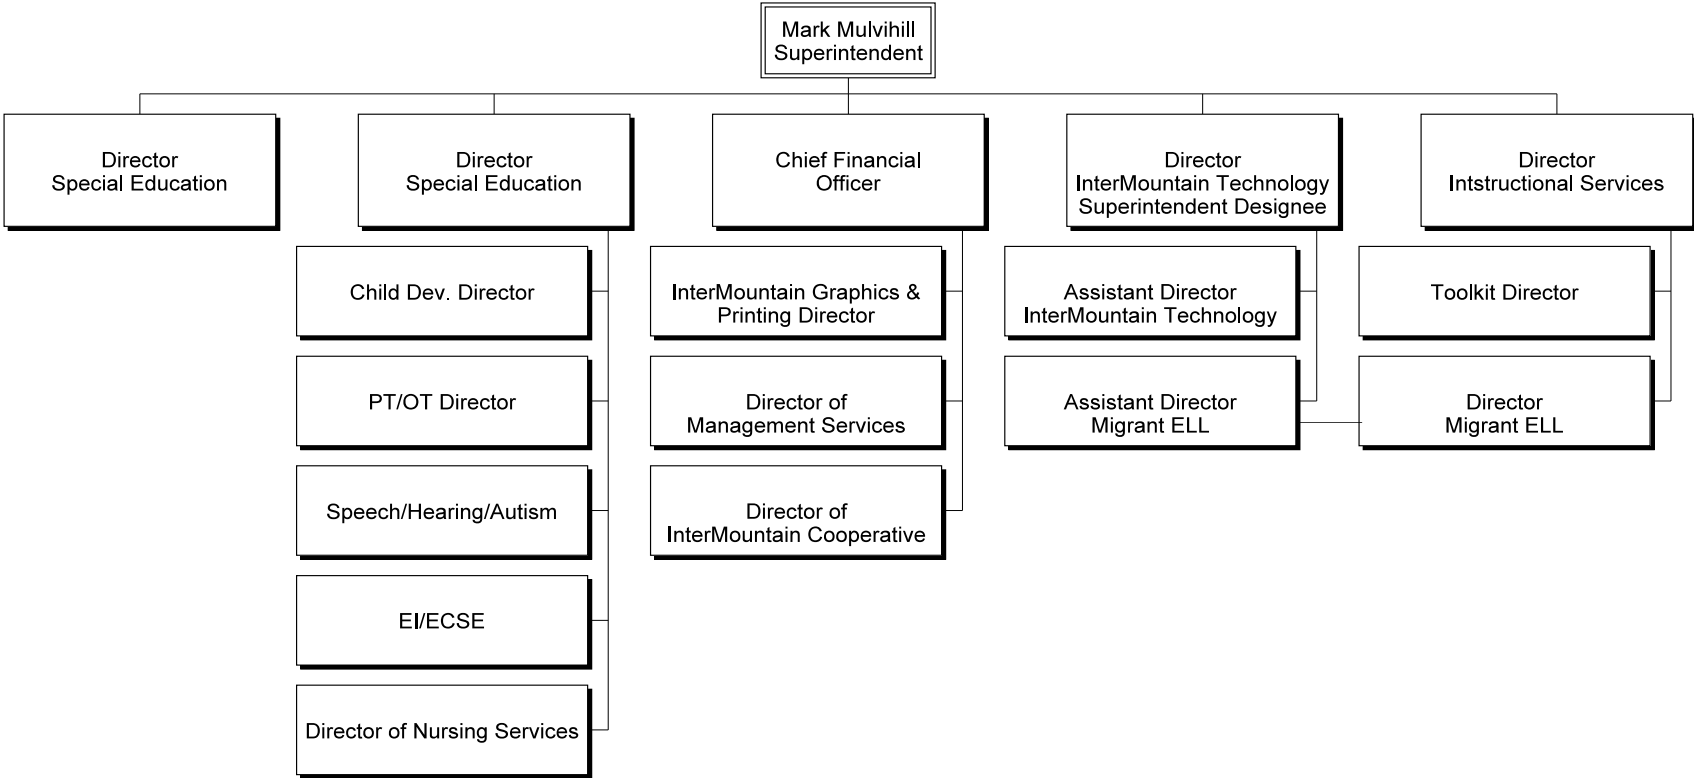 Mark Mulvihill
Superintendent
Director
Special Education
Director
Special Education
Chief Financial
Officer
Director
InterMountain Technology
Superintendent Designee
Director
Intstructional Services
Child Dev. Director
PT/OT Director
Speech/Hearing/Autism
EI/ECSE
Director of Nursing Services
InterMountain Graphics &
Printing Director
Director of
Management Services
Director of
InterMountain Cooperative
Assistant Director
InterMountain Technology
Assistant Director
Migrant ELL
Toolkit Director
Director
Migrant ELL